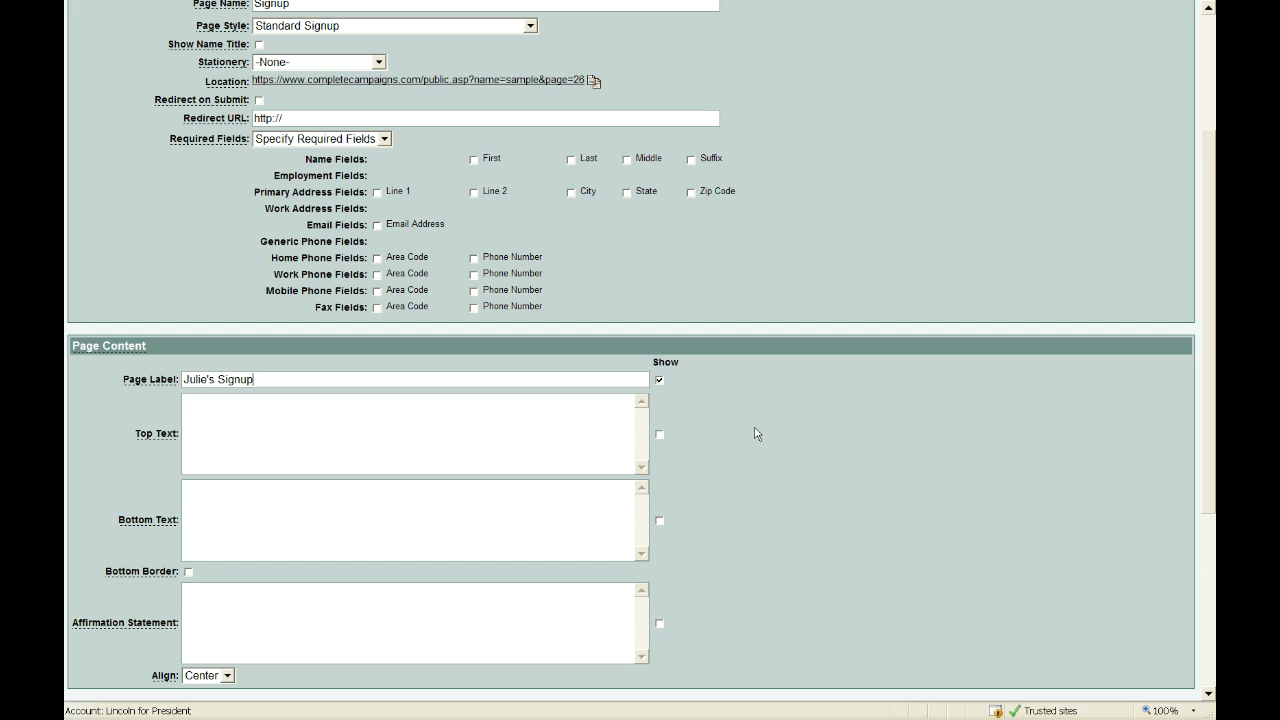 Page Name: Signup
Page Style: Standard Signup
Show Name Title:
Stationery: -None-
Location: https://www.completecampaigns.com/public.asp?name=sample&page=26
Redirect on Submit:
Redirect URL: http://
Required Fields: Specify Required Fields
Name Fields: First Last Middle Suffix
Employment Fields:
Primary Address Fields: Line 1 Line 2 City State Zip Code
Work Address Fields:
Email Fields: Email Address
Generic Phone Fields:
Home Phone Fields: Area Code Phone Number
Work Phone Fields: Area Code Phone Number
Mobile Phone Fields: Area Code Phone Number
Fax Fields: Area Code Phone Number
Page Content
Show
Page Label: Julie's Signup
Top Text:
Bottom Text:
Bottom Border:
Affirmation Statement:
Align: Center
Account: Lincoln for President Trusted sites 100%